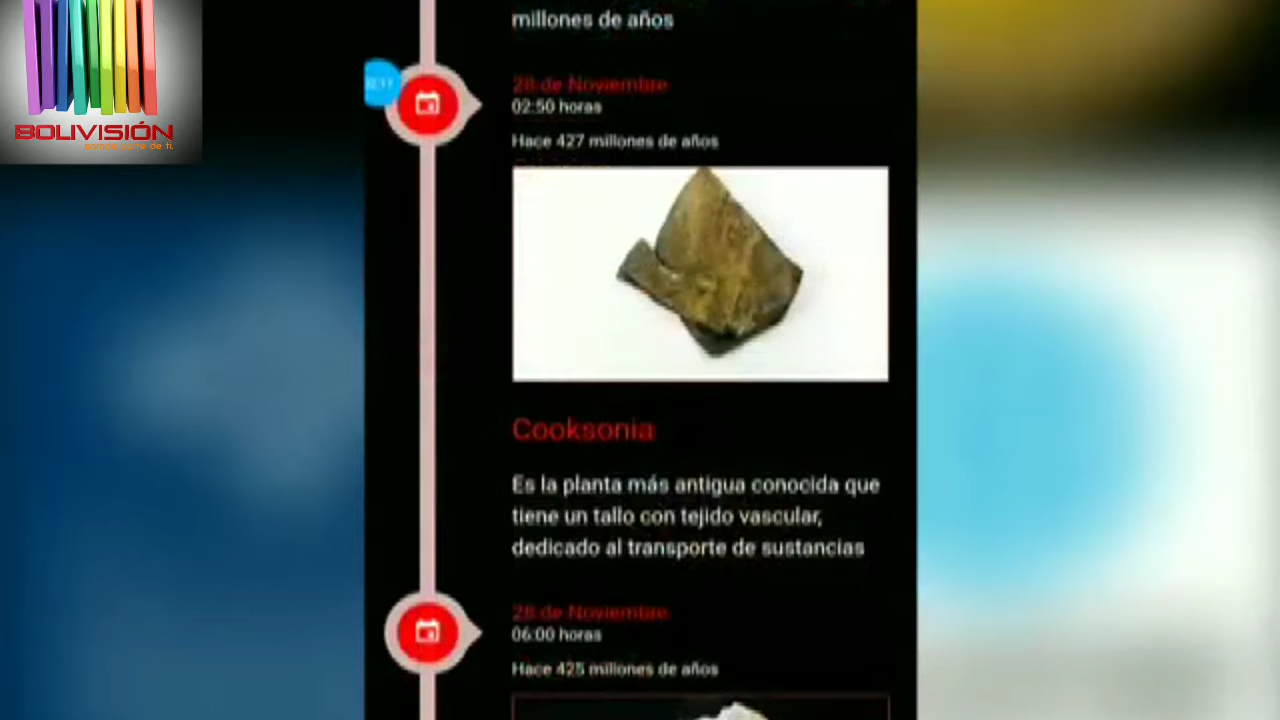 BOLIVISIÓN
millones de años
28 de Noviembre
02:50 horas
Hace 427 millones de años
Cooksonia
Es la planta más antigua conocida que
tiene un tallo con tejido vascular,
dedicado al transporte de sustancias
28 de Noviembre
06:00 horas
Hace 425 millones de años